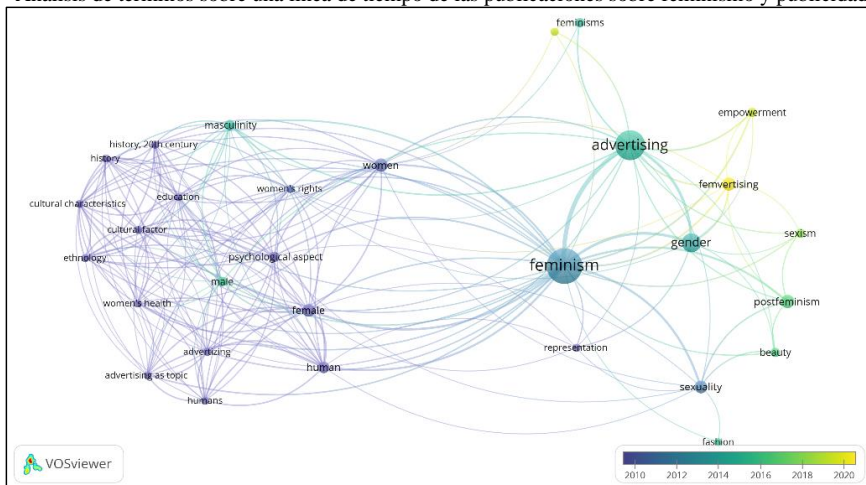 Análisis de términos sobre una línea de tiempo de las publicaciones sobre feminismo y publicidad
feminisms
empowerment
masculinity
advertising
history, 20th century
history
women
femvertising
women's rights
education
cultural characteristics
sexism
cultural factor
gender
ethnology
psychological aspect
feminism
male
women's health
postfeminism
female
advertizing
representation
beauty
human
advertising as topic
sexuality
humans
fashion
VOSviewer
2010 2012 2014 2016 2018 2020